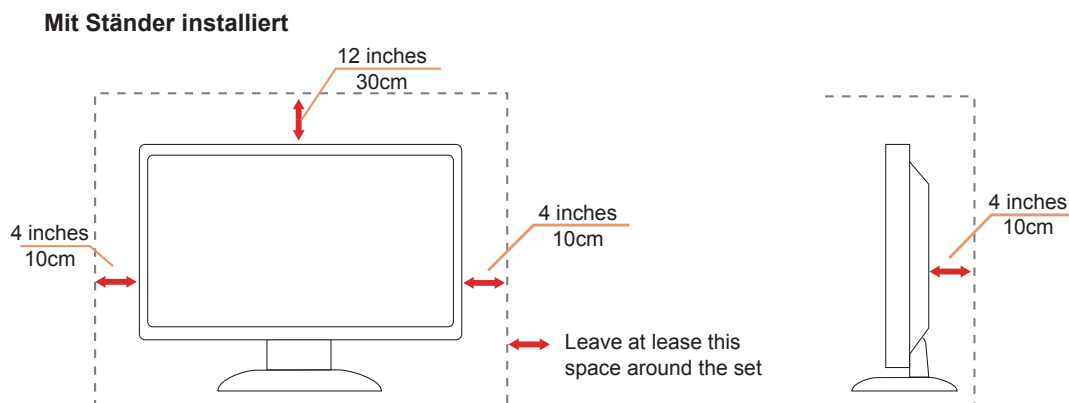 Mit Ständer installiert
12 inches
30cm
4 inches
10cm
4 inches
10cm
4 inches
10cm
Leave at lease this
space around the set